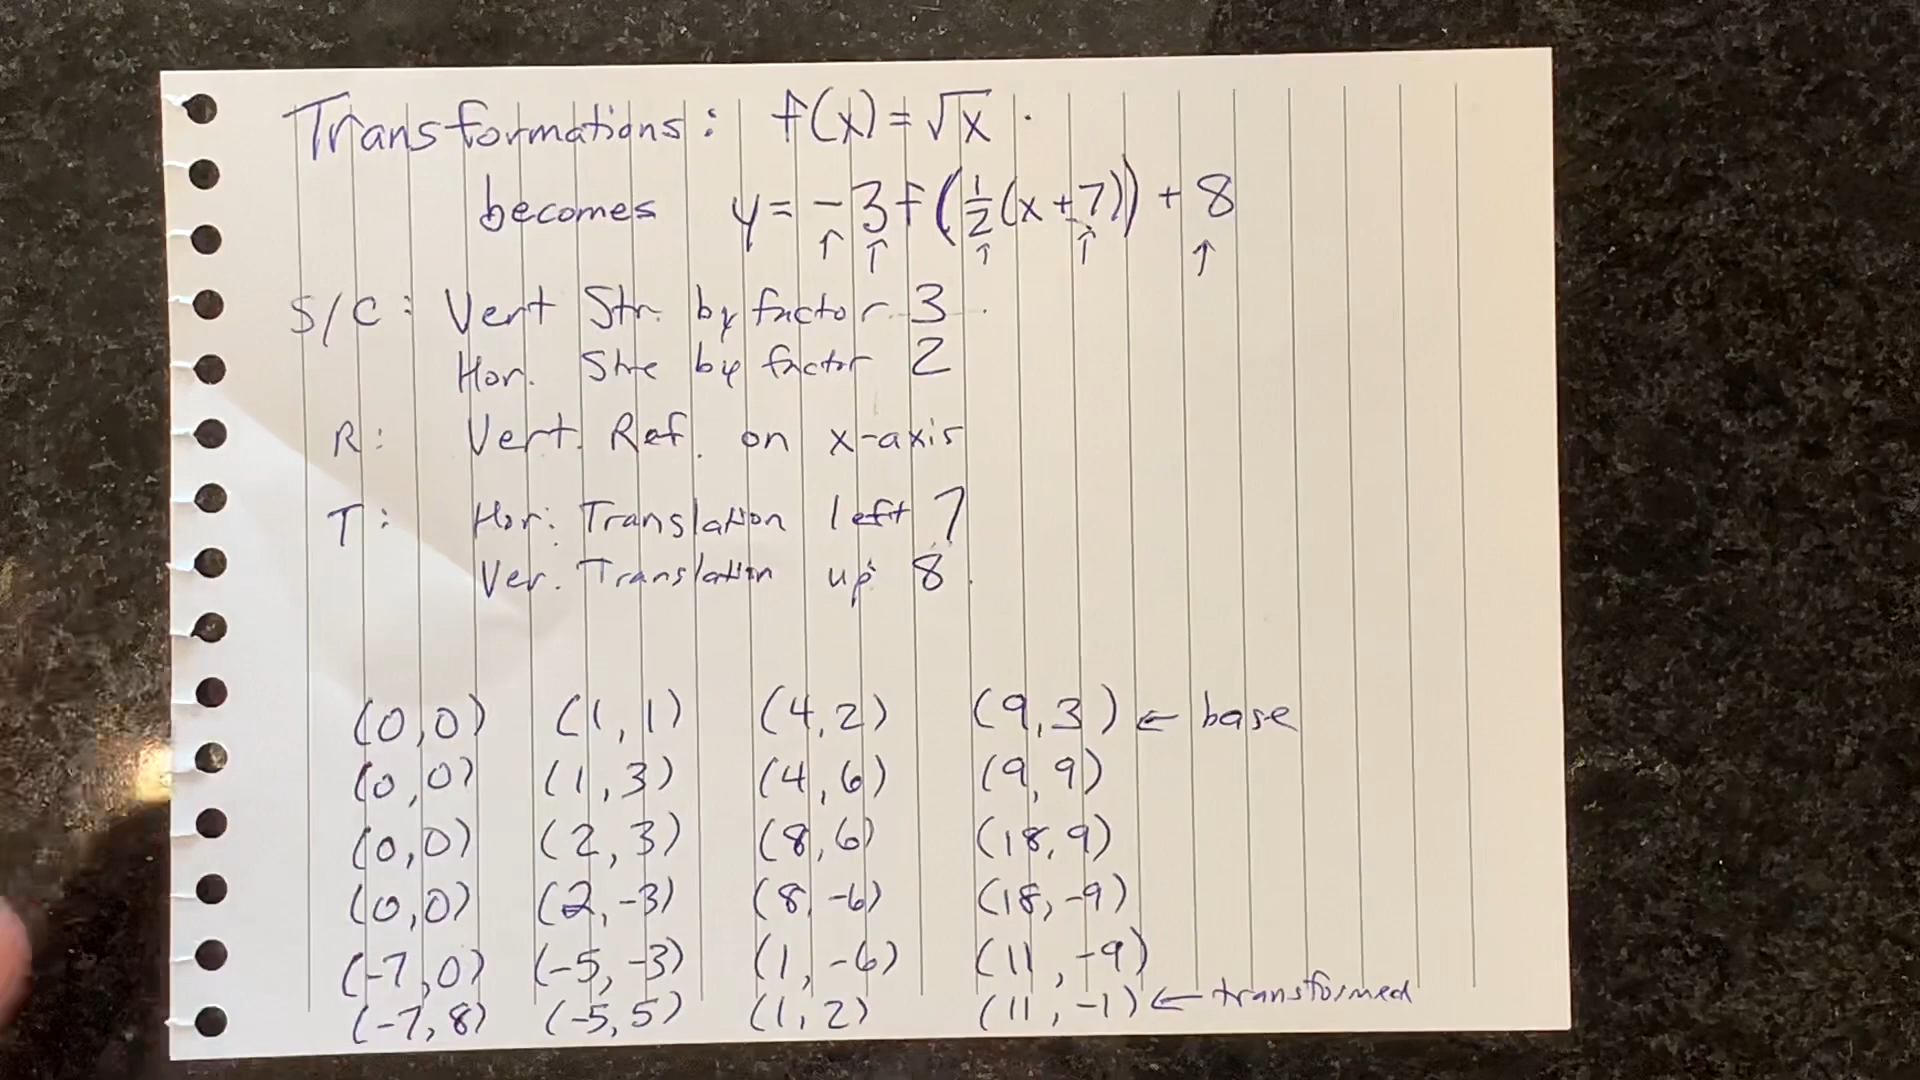 Transformations: f(x) = √x .
becomes y = -3f(½(x+7)) + 8
↑ ↑ ↑ ↑ ↑
S/C: Vert Str. by factor 3 .
Hor. Stre by factor 2
R: Vert. Ref. on x-axis
T: Hor: Translation left 7
Ver. Translation up 8 .
(0,0) (1,1) (4,2) (9,3) ← base
(0,0) (1,3) (4,6) (9,9)
(0,0) (2,3) (8,6) (18,9)
(0,0) (2,-3) (8,-6) (18,-9)
(-7,0) (-5,-3) (1,-6) (11,-9)
(-7,8) (-5,5) (1,2) (11,-1) ← transformed